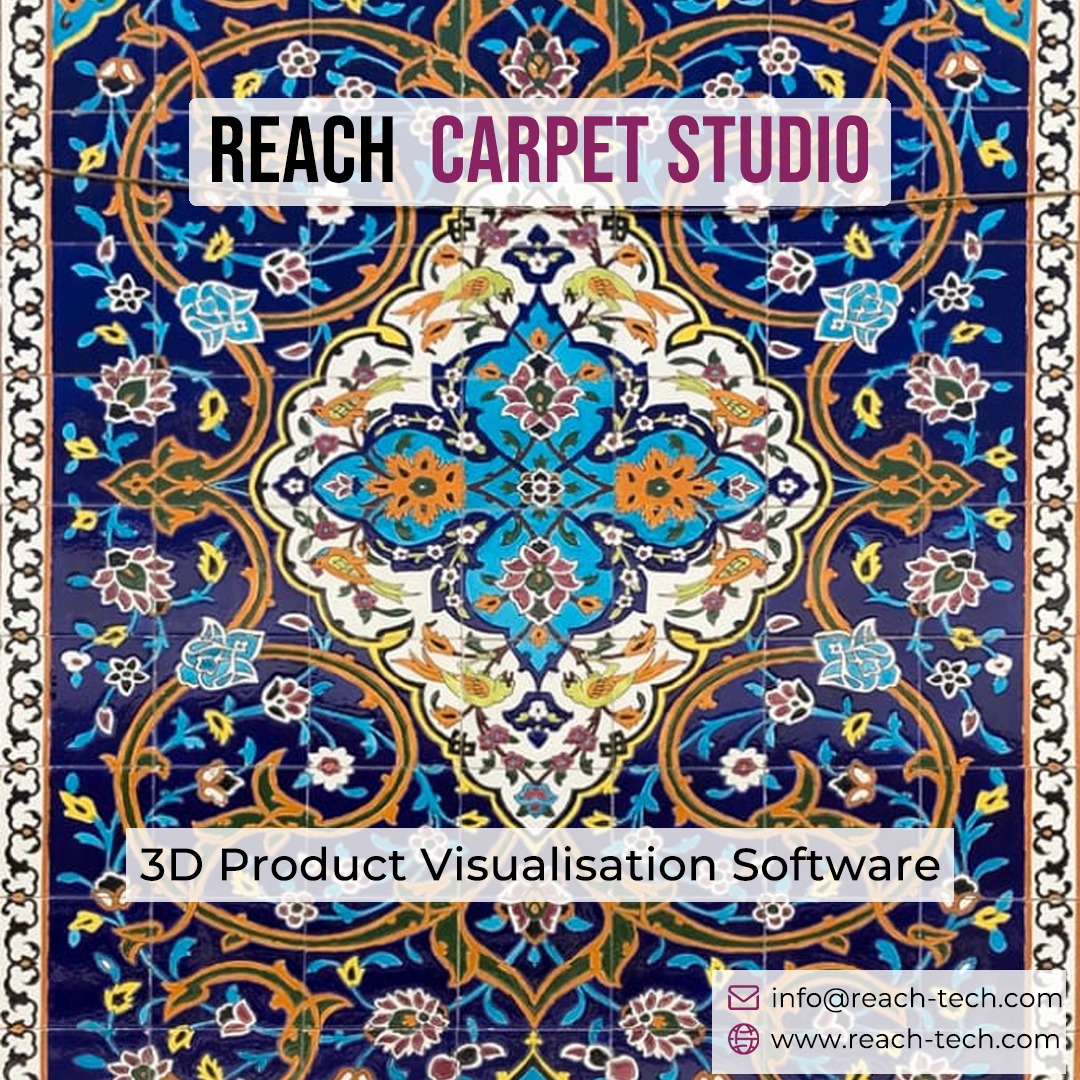 REACH CARPET STUDIO
3D Product Visualisation Software
info@reach-tech.com
www.reach-tech.com